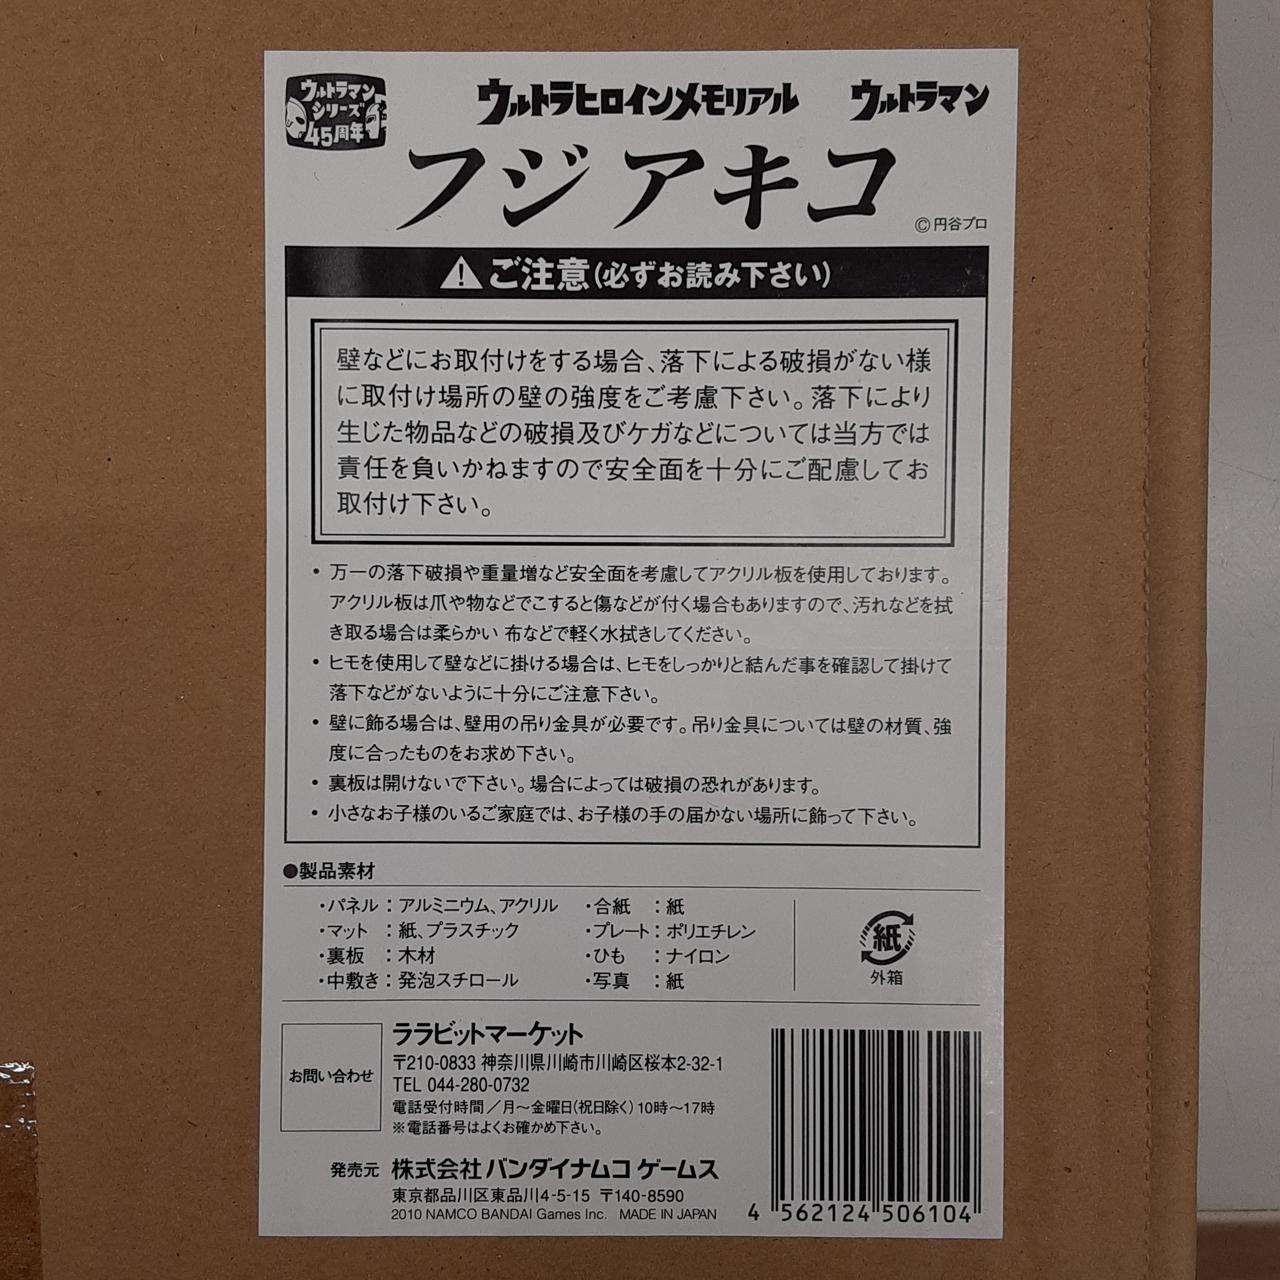 ウルトラマン
シリーズ
45周年
ウルトラヒロインメモリアル ウルトラマン
フジ アキコ
©円谷プロ
ご注意(必ずお読み下さい)
壁などにお取付けをする場合、落下による破損がない様
に取付け場所の壁の強度をご考慮下さい。落下により
生じた物品などの破損及びケガなどについては当方では
責任を負いかねますので安全面を十分にご配慮してお
取付け下さい。
・万一の落下破損や重量増など安全面を考慮してアクリル板を使用しております。
アクリル板は爪や物などでこすると傷などが付く場合もありますので、汚れなどを拭
き取る場合は柔らかい 布などで軽く水拭きしてください。
・ヒモを使用して壁などに掛ける場合は、ヒモをしっかりと結んだ事を確認して掛けて
落下などがないように十分にご注意下さい。
・壁に飾る場合は、壁用の吊り金具が必要です。吊り金具については壁の材質、強
度に合ったものをお求め下さい。
・裏板は開けないで下さい。場合によっては破損の恐れがあります。
・小さなお子様のいるご家庭では、お子様の手の届かない場所に飾って下さい。
●製品素材
・パネル：アルミニウム、アクリル ・合紙：紙
・マット：紙、プラスチック ・プレート：ポリエチレン
・裏板：木材 ・ひも：ナイロン
・中敷き：発泡スチロール ・写真：紙
紙
外箱
お問い合わせ
ララビットマーケット
〒210-0833 神奈川県川崎市川崎区桜本2-32-1
TEL 044-280-0732
電話受付時間／月～金曜日(祝日除く)10時～17時
※電話番号はよくお確かめ下さい。
発売元 株式会社 バンダイナムコ ゲームス
東京都品川区東品川4-5-15 〒140-8590
2010 NAMCO BANDAI Games Inc. MADE IN JAPAN
4 562124 506104